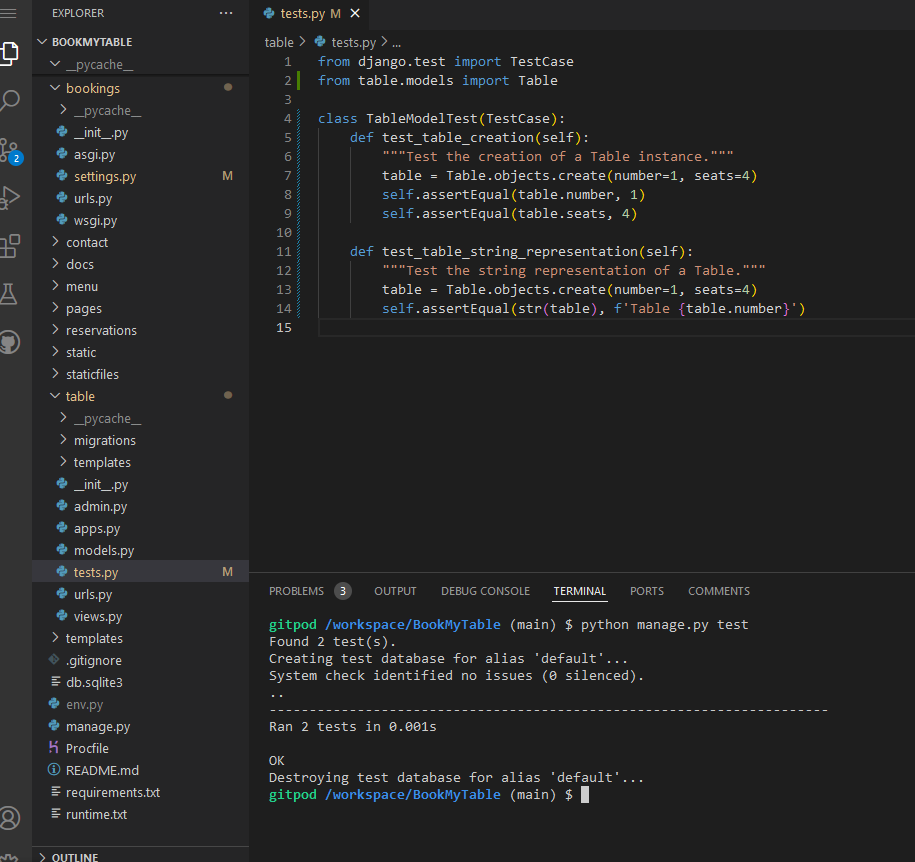 EXPLORER
BOOKMYTABLE
__pycache__
bookings
__pycache__
__init__.py
asgi.py
settings.py M
urls.py
wsgi.py
contact
docs
menu
pages
reservations
static
staticfiles
table
__pycache__
migrations
templates
__init__.py
admin.py
apps.py
models.py
tests.py M
urls.py
views.py
templates
.gitignore
db.sqlite3
env.py
manage.py
Procfile
README.md
requirements.txt
runtime.txt
OUTLINE
2
tests.py M
table > tests.py > ...
1 from django.test import TestCase
2 from table.models import Table
3
4 class TableModelTest(TestCase):
5     def test_table_creation(self):
6         """Test the creation of a Table instance."""
7         table = Table.objects.create(number=1, seats=4)
8         self.assertEqual(table.number, 1)
9         self.assertEqual(table.seats, 4)
10
11     def test_table_string_representation(self):
12         """Test the string representation of a Table."""
13         table = Table.objects.create(number=1, seats=4)
14         self.assertEqual(str(table), f'Table {table.number}')
15
PROBLEMS 3 OUTPUT DEBUG CONSOLE TERMINAL PORTS COMMENTS
gitpod /workspace/BookMyTable (main) $ python manage.py test
Found 2 test(s).
Creating test database for alias 'default'...
System check identified no issues (0 silenced).
..
----------------------------------------------------------------------
Ran 2 tests in 0.001s
OK
Destroying test database for alias 'default'...
gitpod /workspace/BookMyTable (main) $